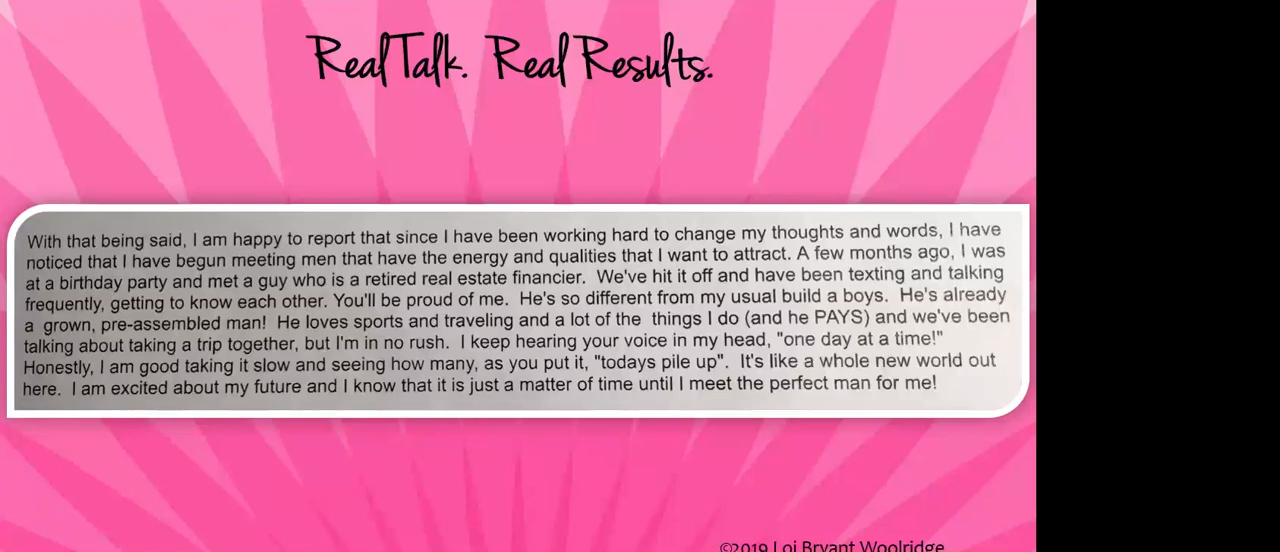 Real Talk. Real Results.
With that being said, I am happy to report that since I have been working hard to change my thoughts and words, I have
noticed that I have begun meeting men that have the energy and qualities that I want to attract. A few months ago, I was
at a birthday party and met a guy who is a retired real estate financier. We've hit it off and have been texting and talking
frequently, getting to know each other. You'll be proud of me. He's so different from my usual build a boys. He's already
a grown, pre-assembled man! He loves sports and traveling and a lot of the things I do (and he PAYS) and we've been
talking about taking a trip together, but I'm in no rush. I keep hearing your voice in my head, "one day at a time!"
Honestly, I am good taking it slow and seeing how many, as you put it, "todays pile up". It's like a whole new world out
here. I am excited about my future and I know that it is just a matter of time until I meet the perfect man for me!
©2019 Loi Bryant Woolridge